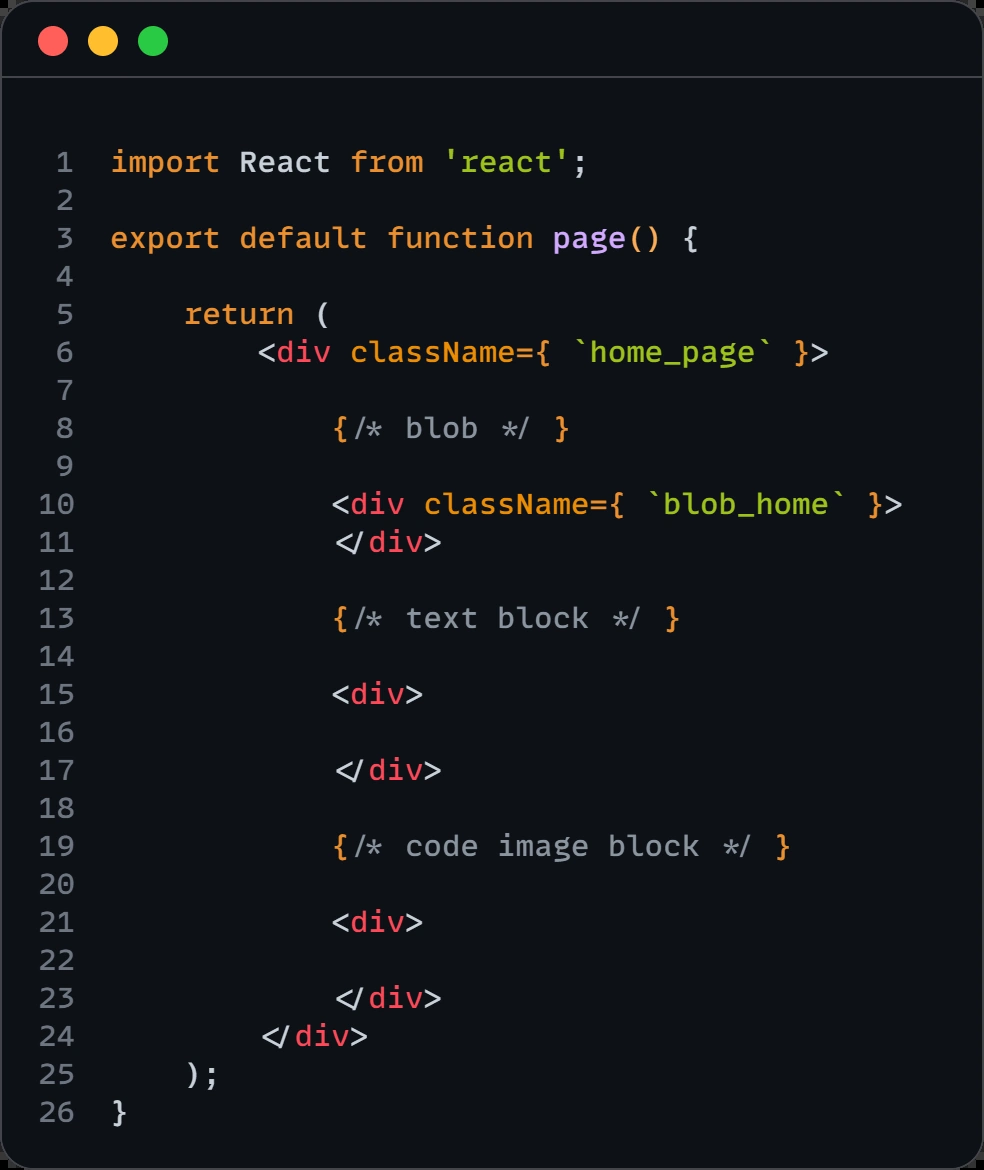 1 import React from 'react';
2
3 export default function page() {
4
5     return (
6         <div className={ `home_page` }>
7
8             {/* blob */ }
9
10             <div className={ `blob_home` }>
11             </div>
12
13             {/* text block */ }
14
15             <div>
16
17             </div>
18
19             {/* code image block */ }
20
21             <div>
22
23             </div>
24         </div>
25     );
26 }